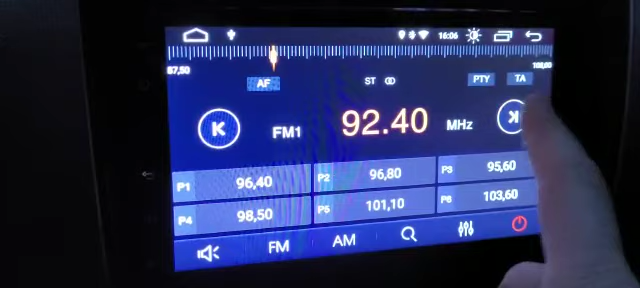 16:06
87,50
108,00
AF ST PTY TA
FM1 92.40 MHz
P1 96,40 P2 96,80 P3 95,60
P4 98,50 P5 101,10 P6 103,60
FM AM